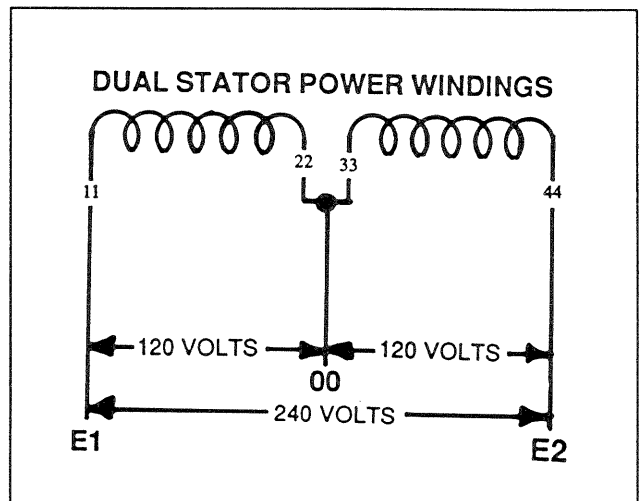 DUAL STATOR POWER WINDINGS
22 33
11 44
120 VOLTS 120 VOLTS
00
240 VOLTS
E1 E2